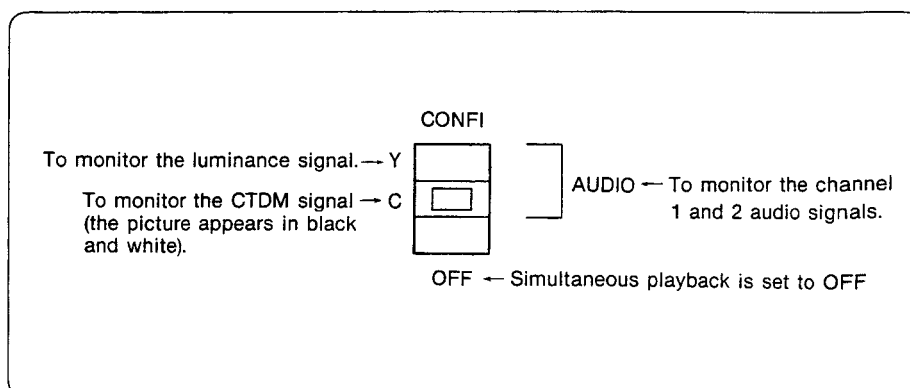 CONFI
To monitor the luminance signal.→ Y
To monitor the CTDM signal → C
(the picture appears in black
and white).
AUDIO ← To monitor the channel
1 and 2 audio signals.
OFF ← Simultaneous playback is set to OFF